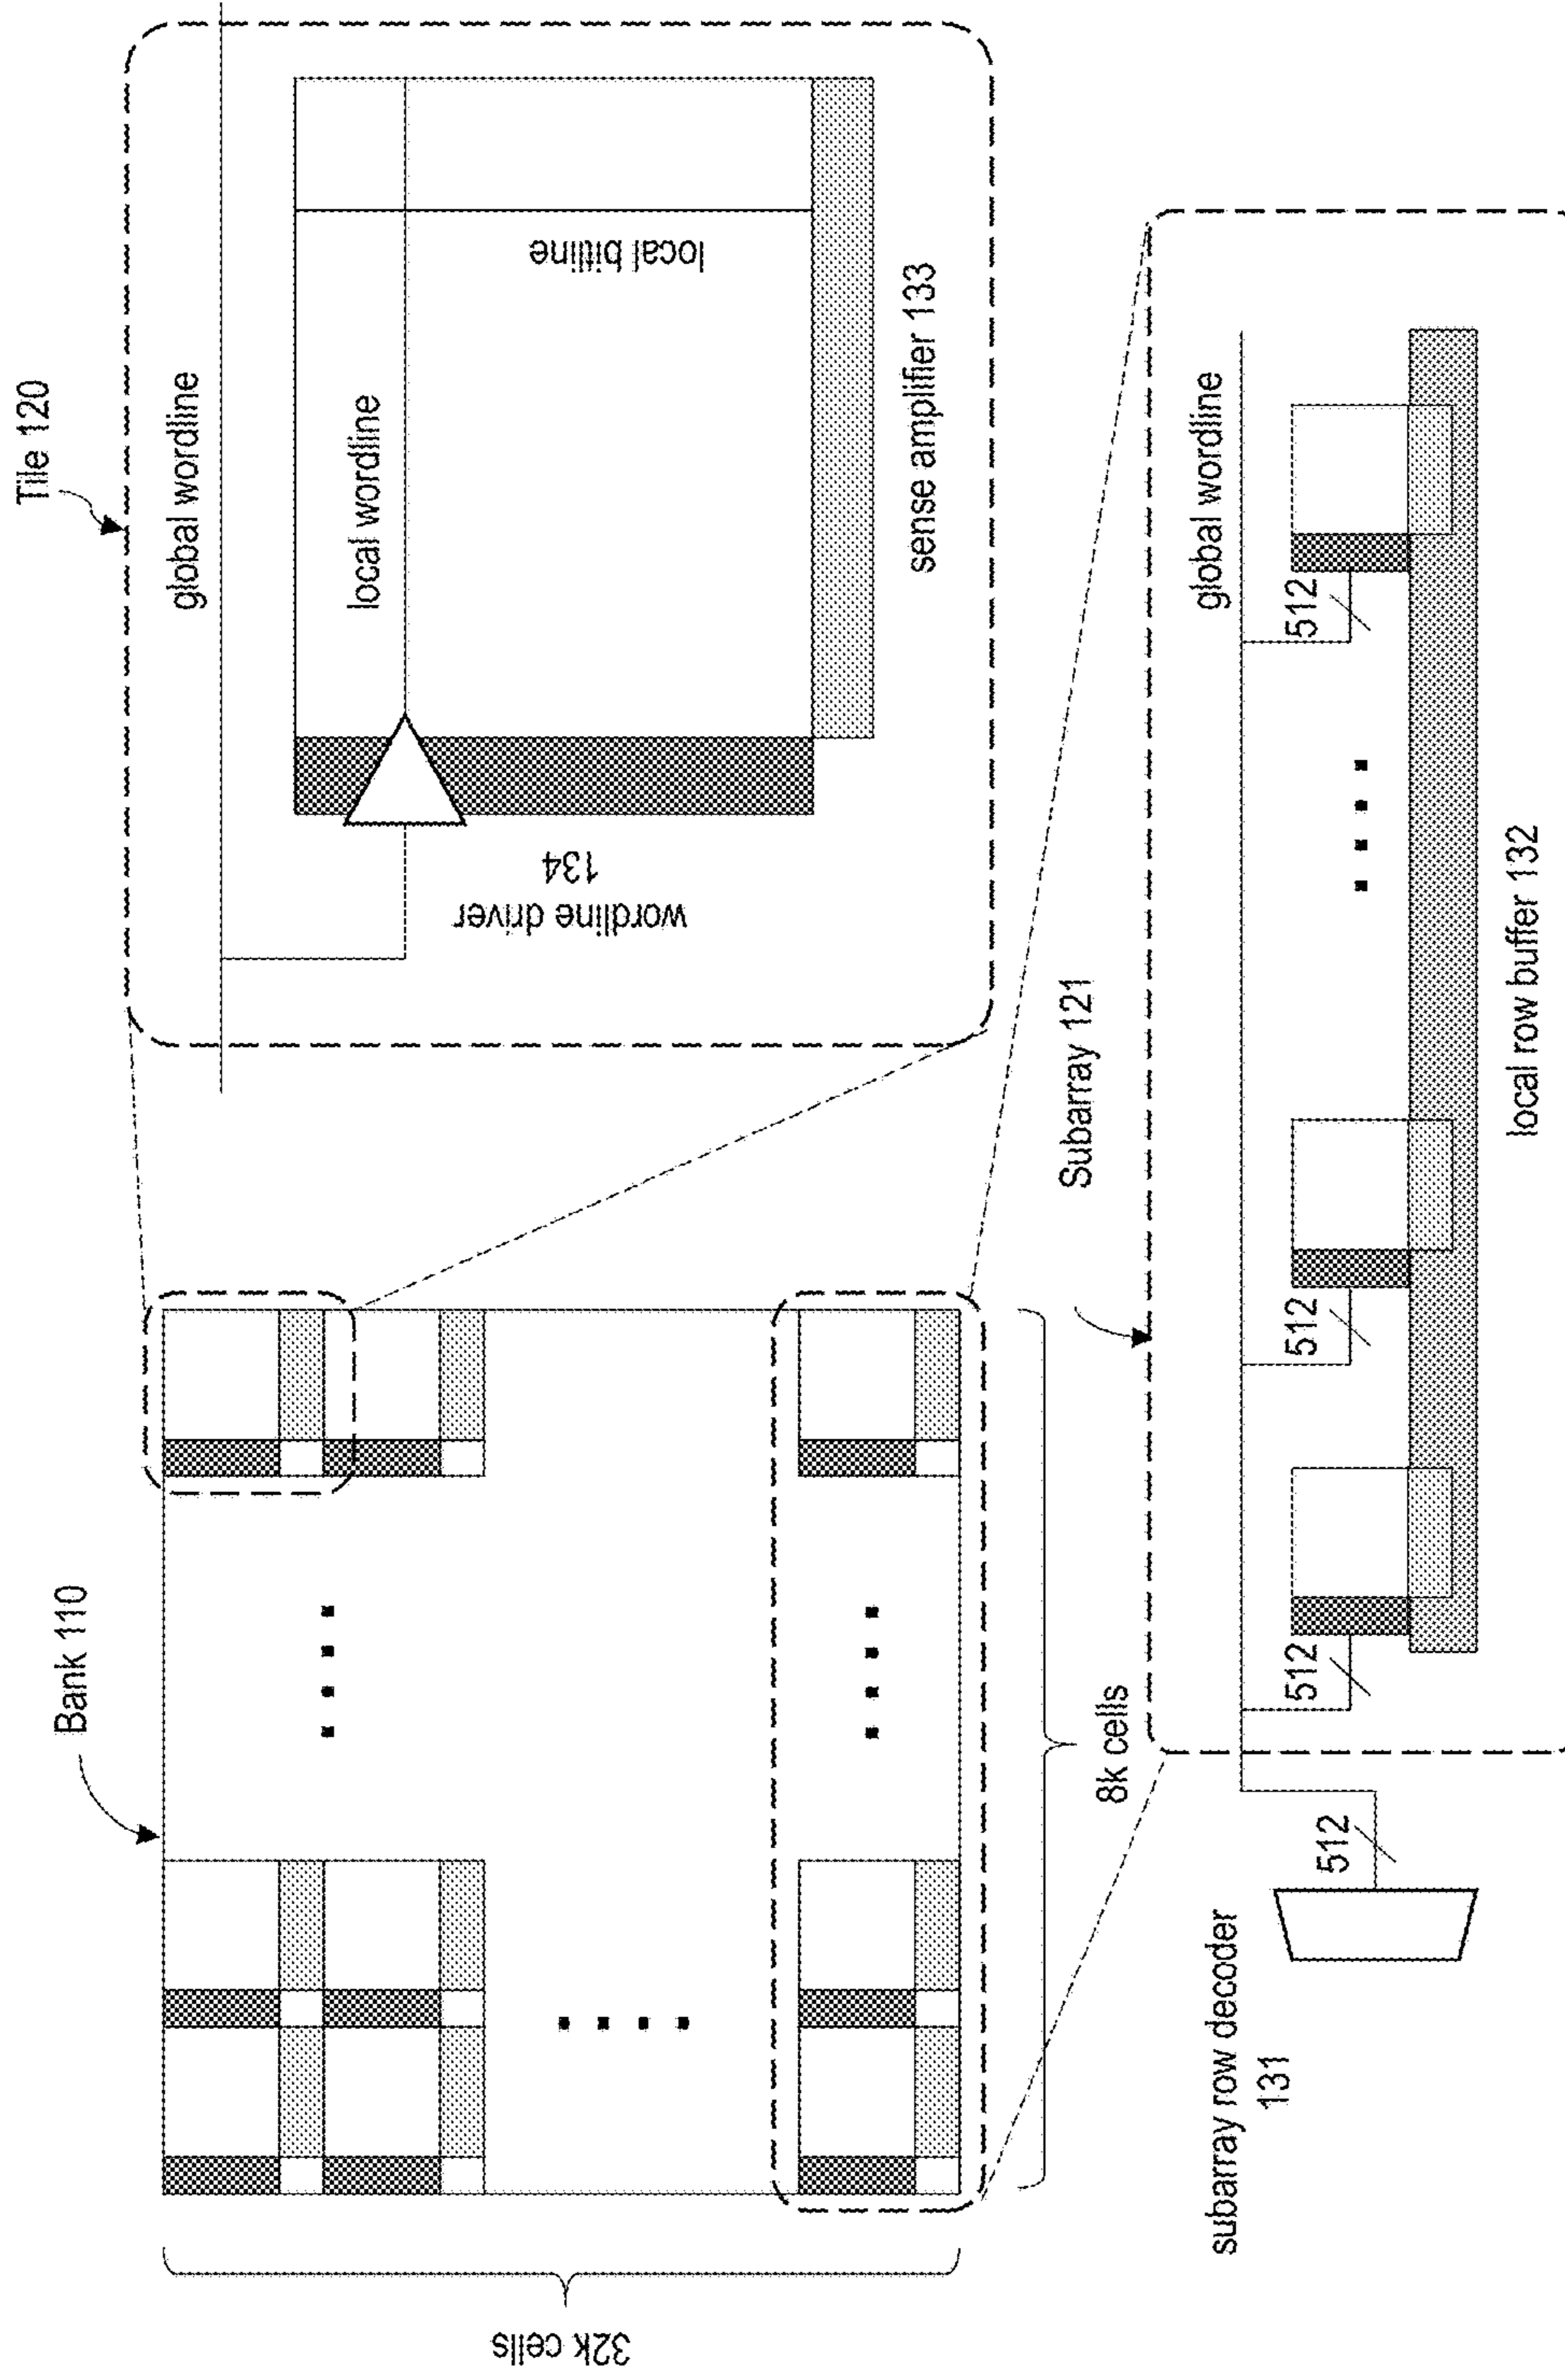 Bank 110
32k cells
8k cells
Tile 120
global wordline
local wordline
local bitline
wordline driver
134
sense amplifier 133
Subarray 121
subarray row decoder
131
512
global wordline
512
512
512
local row buffer 132